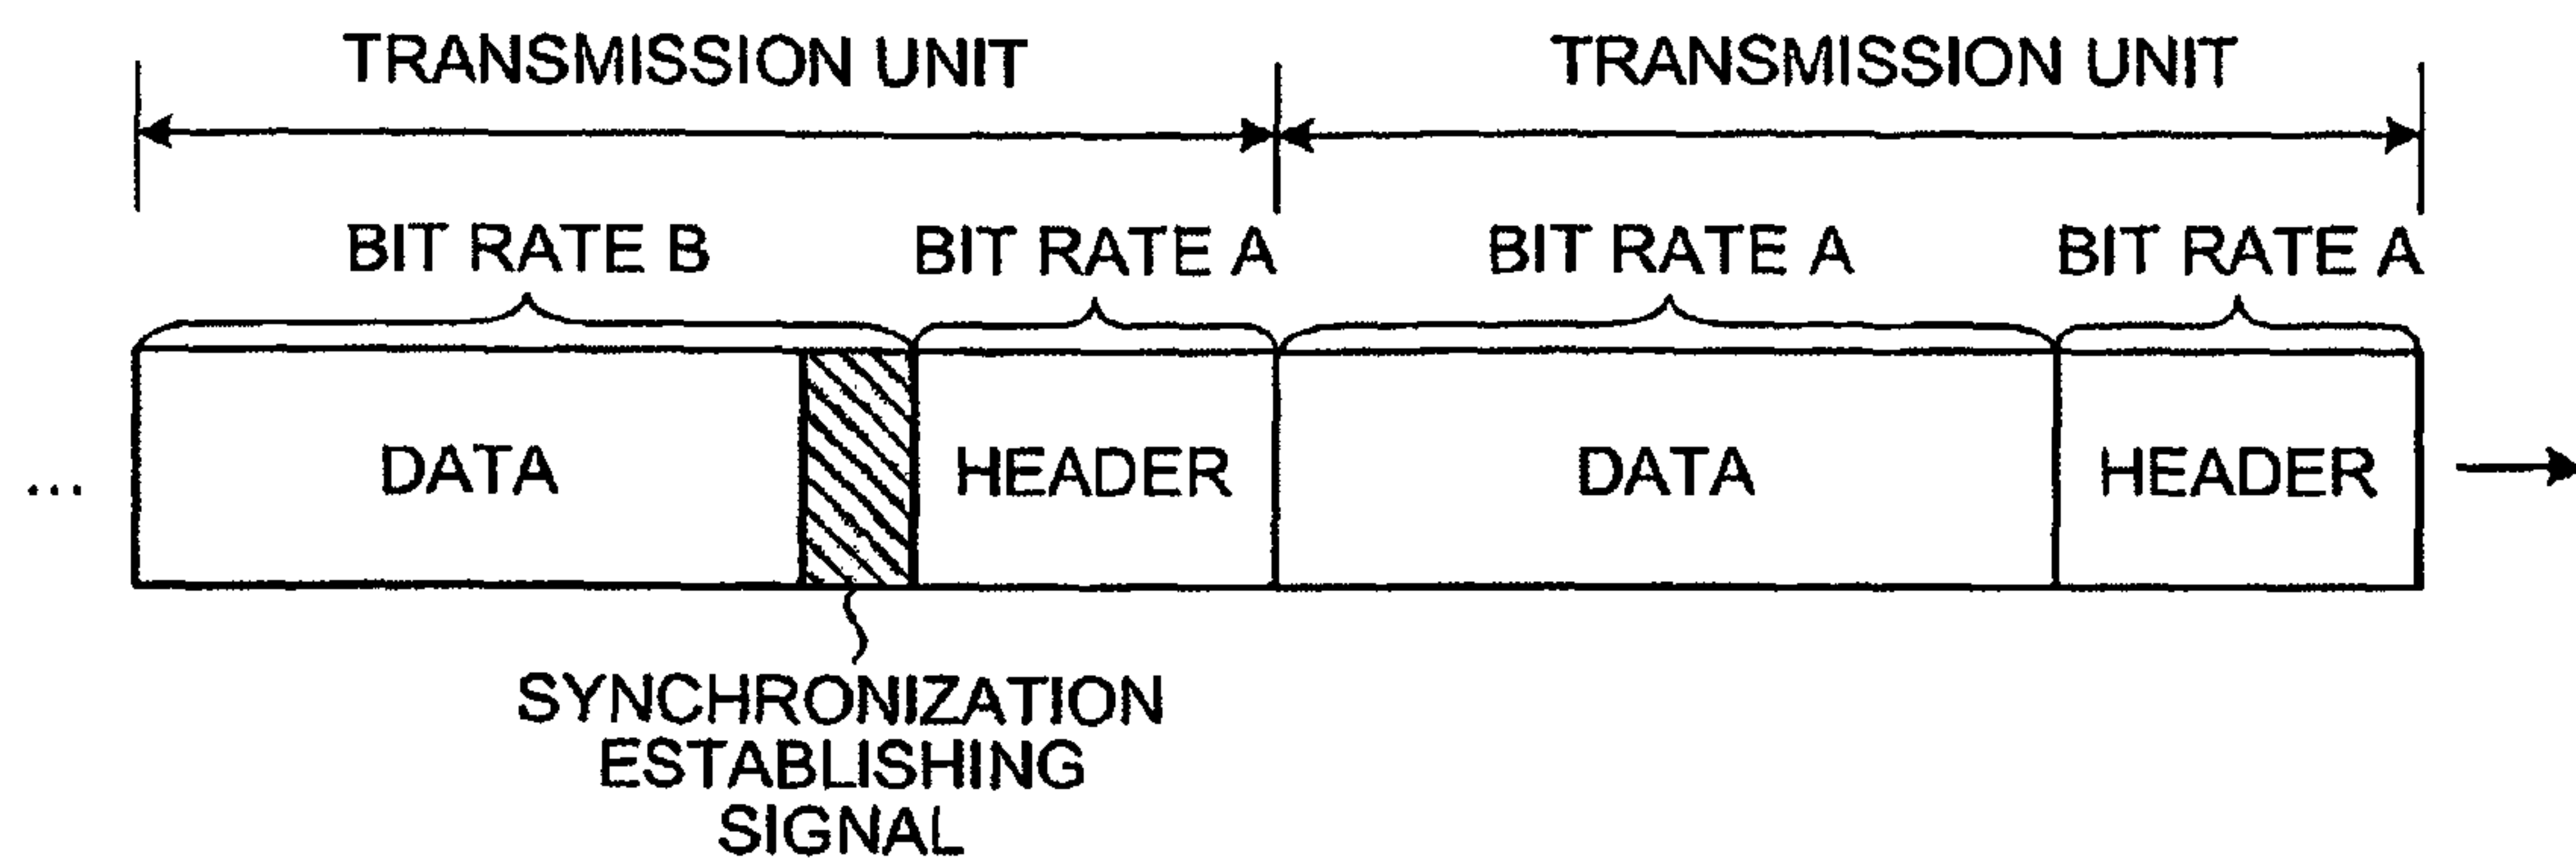 TRANSMISSION UNIT TRANSMISSION UNIT
BIT RATE B BIT RATE A BIT RATE A BIT RATE A
... DATA HEADER DATA HEADER
SYNCHRONIZATION
ESTABLISHING
SIGNAL